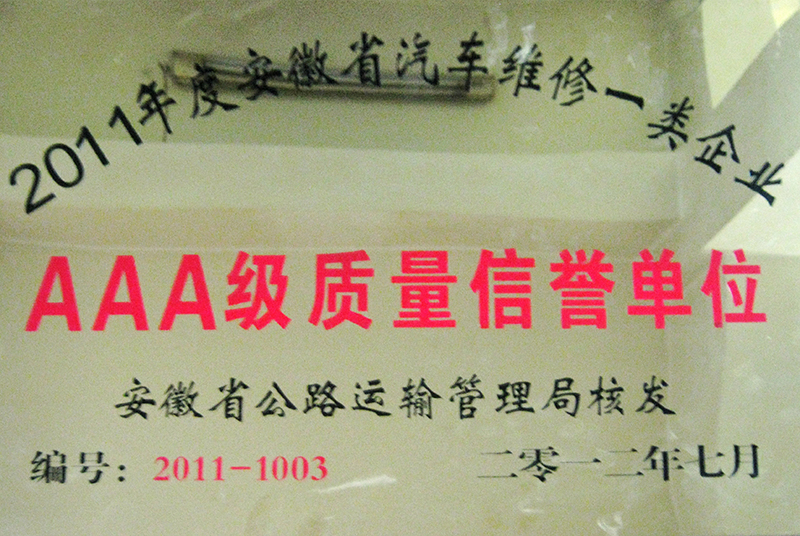 2011年度安徽省汽车维修一类企业
AAA级质量信誉单位
安徽省公路运输管理局核发
编号：2011-1003 二零一二年七月